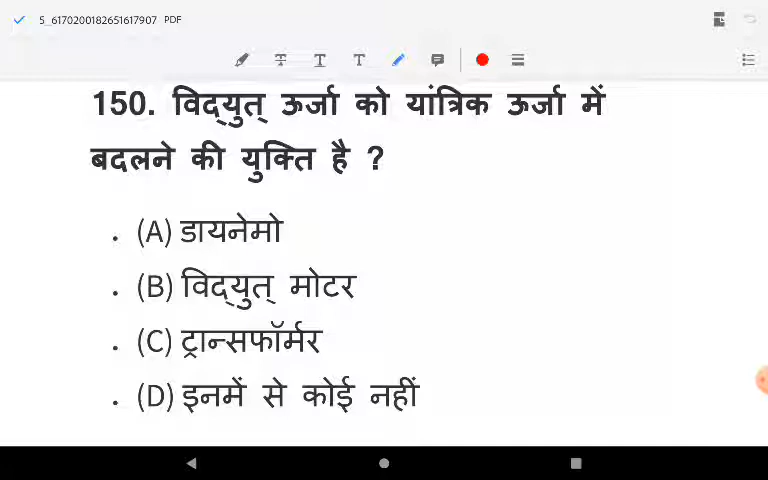 5_6170200182651617907 PDF
150. विद्युत् ऊर्जा को यांत्रिक ऊर्जा में
बदलने की युक्ति है ?
. (A) डायनेमो
. (B) विद्युत् मोटर
. (C) ट्रान्सफॉर्मर
. (D) इनमें से कोई नहीं